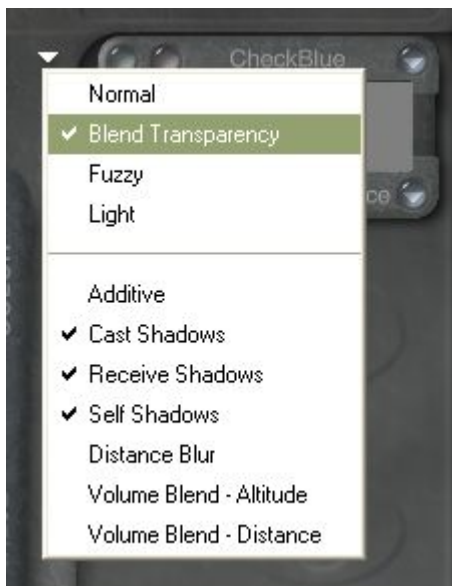 CheckBlue
Normal
Blend Transparency
Fuzzy
Light
Additive
Cast Shadows
Receive Shadows
Self Shadows
Distance Blur
Volume Blend - Altitude
Volume Blend - Distance